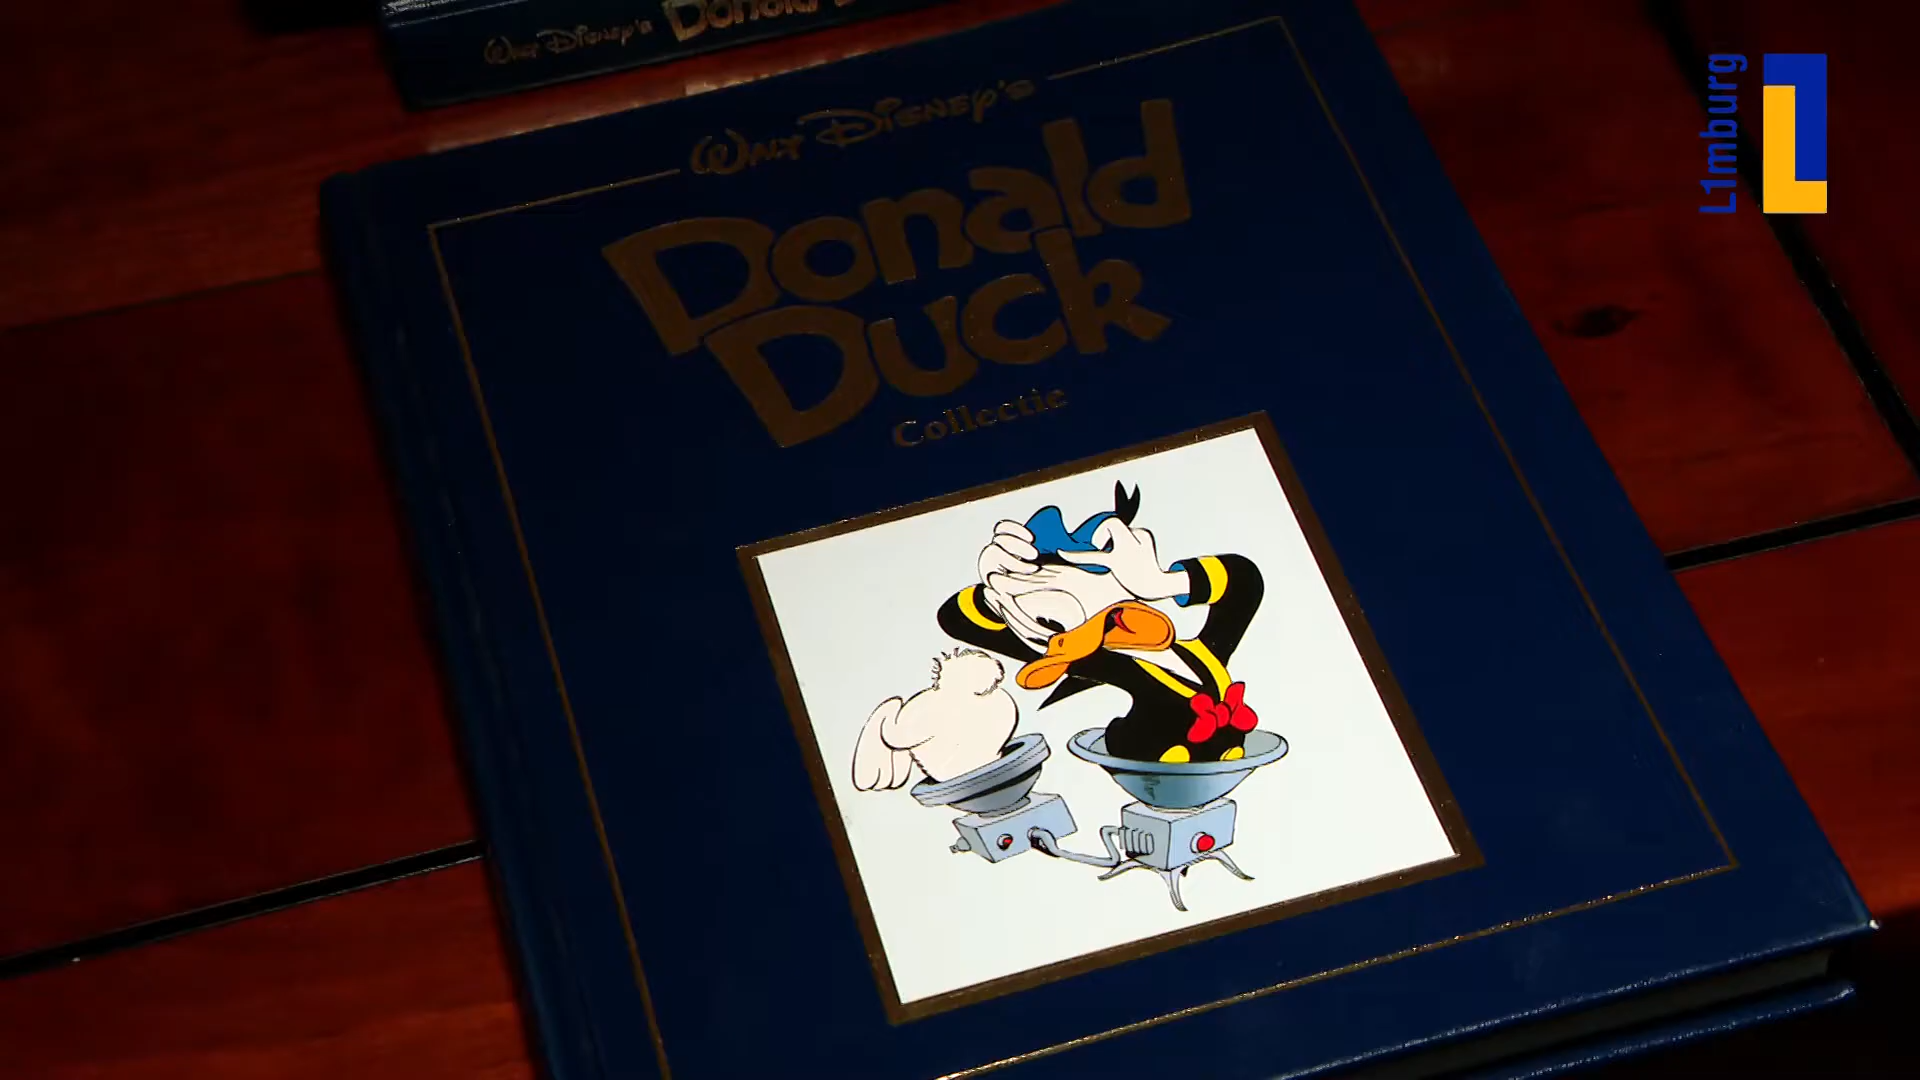 Walt Disney's Donald
Walt Disney's
Donald
Duck
Collectie
L1mburg